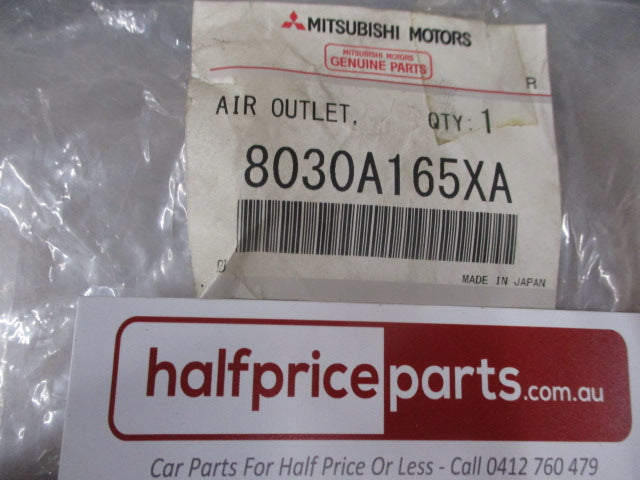 MITSUBISHI MOTORS
MITSUBISHI MOTORS
GENUINE PARTS
R
AIR OUTLET, QTY: 1
8030A165XA
MADE IN JAPAN
halfpriceparts.com.au
Car Parts For Half Price Or Less - Call 0412 760 479